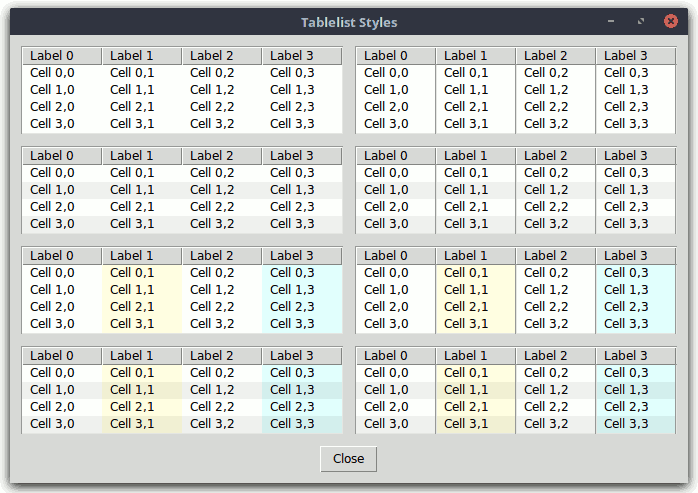 Tablelist Styles
Label 0 Label 1 Label 2 Label 3 Label 0 Label 1 Label 2 Label 3
Cell 0,0 Cell 0,1 Cell 0,2 Cell 0,3 Cell 0,0 Cell 0,1 Cell 0,2 Cell 0,3
Cell 1,0 Cell 1,1 Cell 1,2 Cell 1,3 Cell 1,0 Cell 1,1 Cell 1,2 Cell 1,3
Cell 2,0 Cell 2,1 Cell 2,2 Cell 2,3 Cell 2,0 Cell 2,1 Cell 2,2 Cell 2,3
Cell 3,0 Cell 3,1 Cell 3,2 Cell 3,3 Cell 3,0 Cell 3,1 Cell 3,2 Cell 3,3
Label 0 Label 1 Label 2 Label 3 Label 0 Label 1 Label 2 Label 3
Cell 0,0 Cell 0,1 Cell 0,2 Cell 0,3 Cell 0,0 Cell 0,1 Cell 0,2 Cell 0,3
Cell 1,0 Cell 1,1 Cell 1,2 Cell 1,3 Cell 1,0 Cell 1,1 Cell 1,2 Cell 1,3
Cell 2,0 Cell 2,1 Cell 2,2 Cell 2,3 Cell 2,0 Cell 2,1 Cell 2,2 Cell 2,3
Cell 3,0 Cell 3,1 Cell 3,2 Cell 3,3 Cell 3,0 Cell 3,1 Cell 3,2 Cell 3,3
Label 0 Label 1 Label 2 Label 3 Label 0 Label 1 Label 2 Label 3
Cell 0,0 Cell 0,1 Cell 0,2 Cell 0,3 Cell 0,0 Cell 0,1 Cell 0,2 Cell 0,3
Cell 1,0 Cell 1,1 Cell 1,2 Cell 1,3 Cell 1,0 Cell 1,1 Cell 1,2 Cell 1,3
Cell 2,0 Cell 2,1 Cell 2,2 Cell 2,3 Cell 2,0 Cell 2,1 Cell 2,2 Cell 2,3
Cell 3,0 Cell 3,1 Cell 3,2 Cell 3,3 Cell 3,0 Cell 3,1 Cell 3,2 Cell 3,3
Label 0 Label 1 Label 2 Label 3 Label 0 Label 1 Label 2 Label 3
Cell 0,0 Cell 0,1 Cell 0,2 Cell 0,3 Cell 0,0 Cell 0,1 Cell 0,2 Cell 0,3
Cell 1,0 Cell 1,1 Cell 1,2 Cell 1,3 Cell 1,0 Cell 1,1 Cell 1,2 Cell 1,3
Cell 2,0 Cell 2,1 Cell 2,2 Cell 2,3 Cell 2,0 Cell 2,1 Cell 2,2 Cell 2,3
Cell 3,0 Cell 3,1 Cell 3,2 Cell 3,3 Cell 3,0 Cell 3,1 Cell 3,2 Cell 3,3
Close